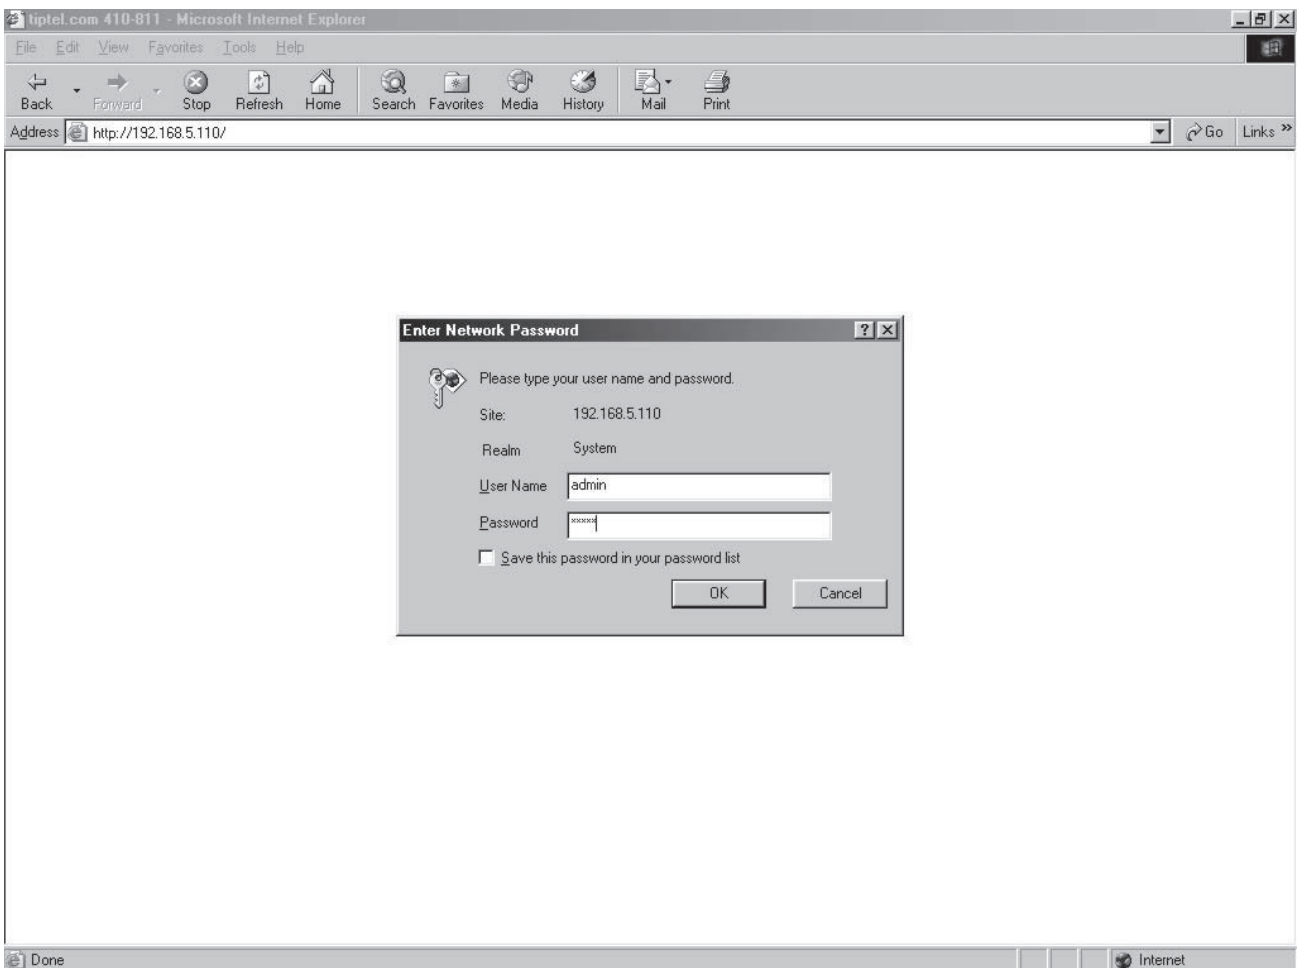 tiptel.com 410-811 - Microsoft Internet Explorer
File Edit View Favorites Tools Help
Back Forward Stop Refresh Home Search Favorites Media History Mail Print
Address http://192.168.5.110/ Go Links »
Enter Network Password
Please type your user name and password.
Site: 192.168.5.110
Realm System
User Name admin
Password xxxxx
Save this password in your password list
OK Cancel
Done Internet